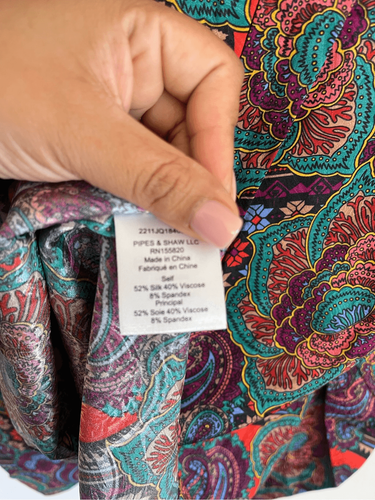 PIPES & SHAW LLC
RN155820
Made in China
Fabriqué en China
Self
52% Silk 40% Viscose
8% Spandex
Principal
52% Soie 40% Viscose
8% Spandex